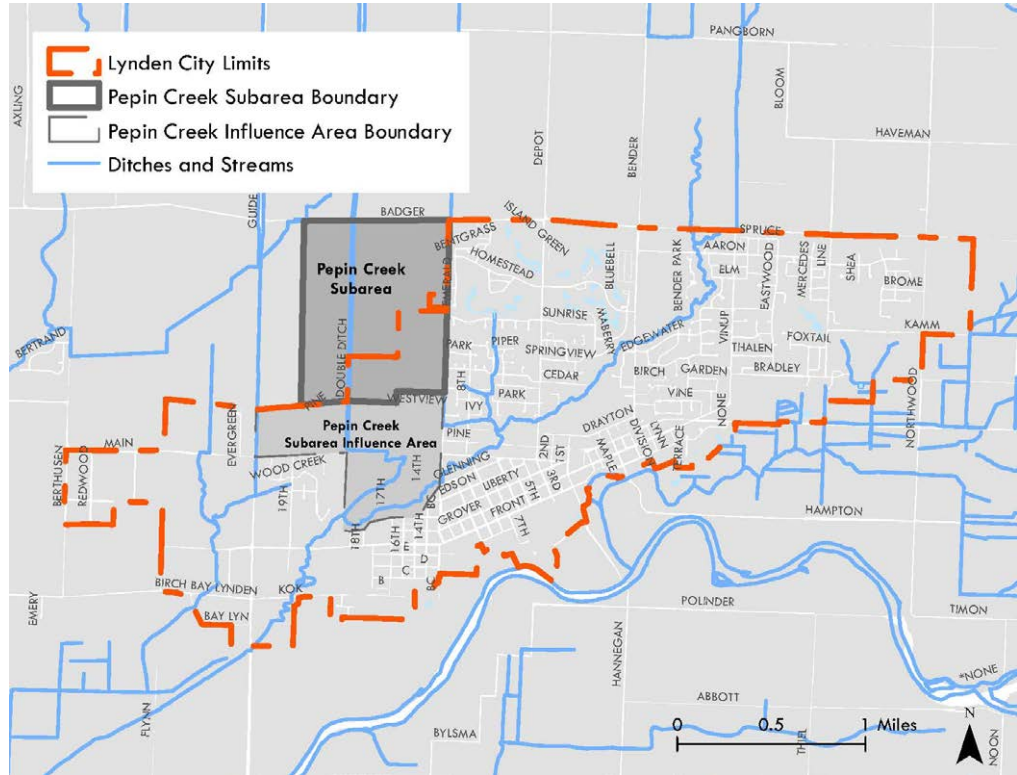 Lynden City Limits
Pepin Creek Subarea Boundary
Pepin Creek Influence Area Boundary
Ditches and Streams
AXLING
GUIDE
PANGBORN
BLOOM
HAVEMAN
DEPOT
BENDER
BADGER
ISLAND GREEN
BENTGRASS
HOMESTEAD
EMERALD
BLUEBELL
BENDER PARK
SPRUCE
AARON
ELM
EASTWOOD
MERCEDES
LINE
SHEA
BROME
Pepin Creek
Subarea
SUNRISE
MABERRY
EDGEWATER
VINUP
FOXTAIL
KAMM
BERTRAND
DOUBLE DITCH
PARK
PIPER
SPRINGVIEW
THALEN
BRADLEY
8TH
CEDAR
BIRCH
GARDEN
VINE
NORTHWOOD
PINE
WESTVIEW
IVY
PARK
NONE
EVERGREEN
Pepin Creek
Subarea Influence Area
PINE
DRAYTON
MAIN
WOOD CREEK
14TH
GLENNING
2ND
1ST
MAPLE
DIVISION
LYNN
TERRACE
BERTHUSEN
REDWOOD
19TH
17TH
EDSON
LIBERTY
3RD
BC
GROVER
FRONT
5TH
7TH
HAMPTON
18TH
16TH
14TH
E
D
C
B
BC
EMERY
BIRCH BAY LYNDEN
KOK
BAY LYN
POLINDER
TIMON
HANNEGAN
*NONE
ABBOTT
FLYNN
BYLSMA
0 0.5 1 Miles
N
NOON